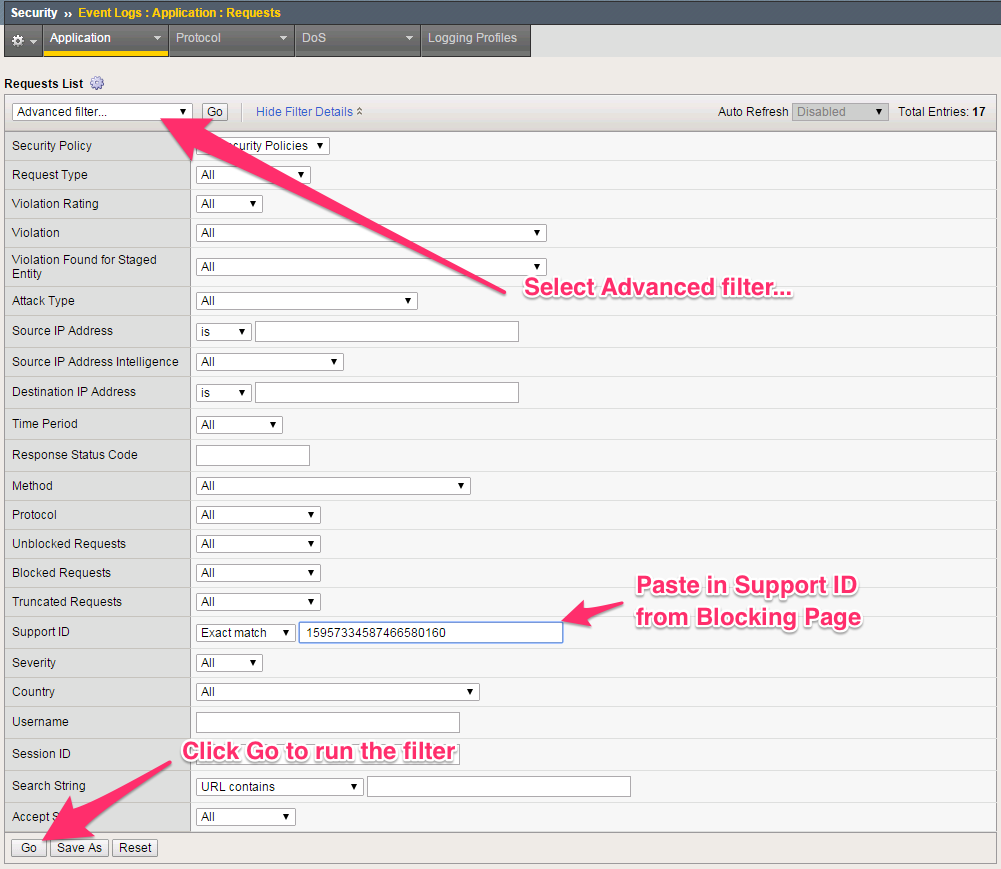 Security ›› Event Logs : Application : Requests
Application Protocol DoS Logging Profiles
Requests List
Advanced filter... Go Hide Filter Details Auto Refresh Disabled Total Entries: 17
Security Policy Policies
Request Type All
Violation Rating All
Violation All
Violation Found for Staged
Entity
All
Select Advanced filter...
Attack Type All
Source IP Address is
Source IP Address Intelligence All
Destination IP Address is
Time Period All
Response Status Code
Method All
Protocol All
Unblocked Requests All
Blocked Requests All
Paste in Support ID
from Blocking Page
Truncated Requests All
Support ID Exact match 15957334587466580160
Severity All
Country All
Username
Click Go to run the filter
Session ID
Search String URL contains
Accept All
Go Save As Reset